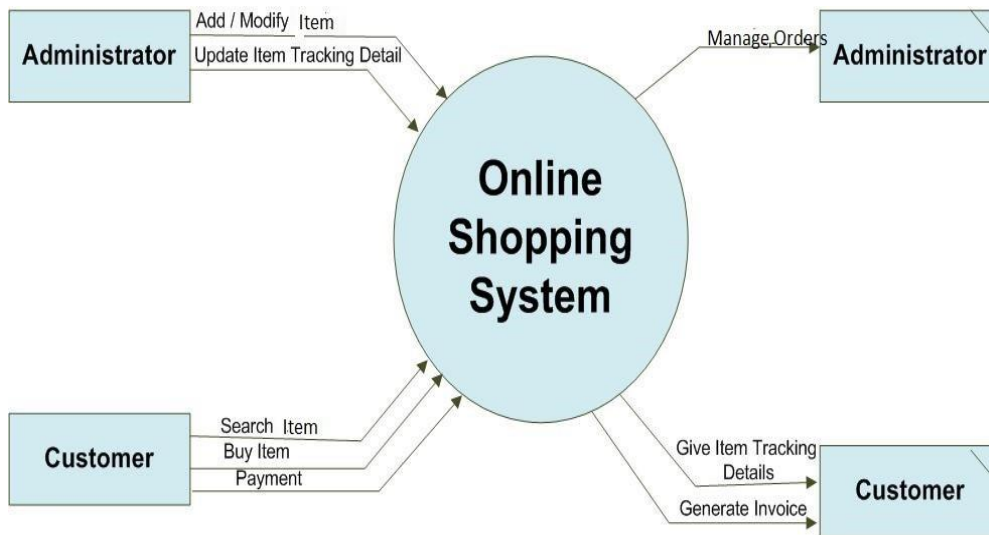 Administrator
Add / Modify Item
Update Item Tracking Detail
Manage Orders
Administrator
Online
Shopping
System
Customer
Search Item
Buy Item
Payment
Give Item Tracking
Details
Generate Invoice
Customer